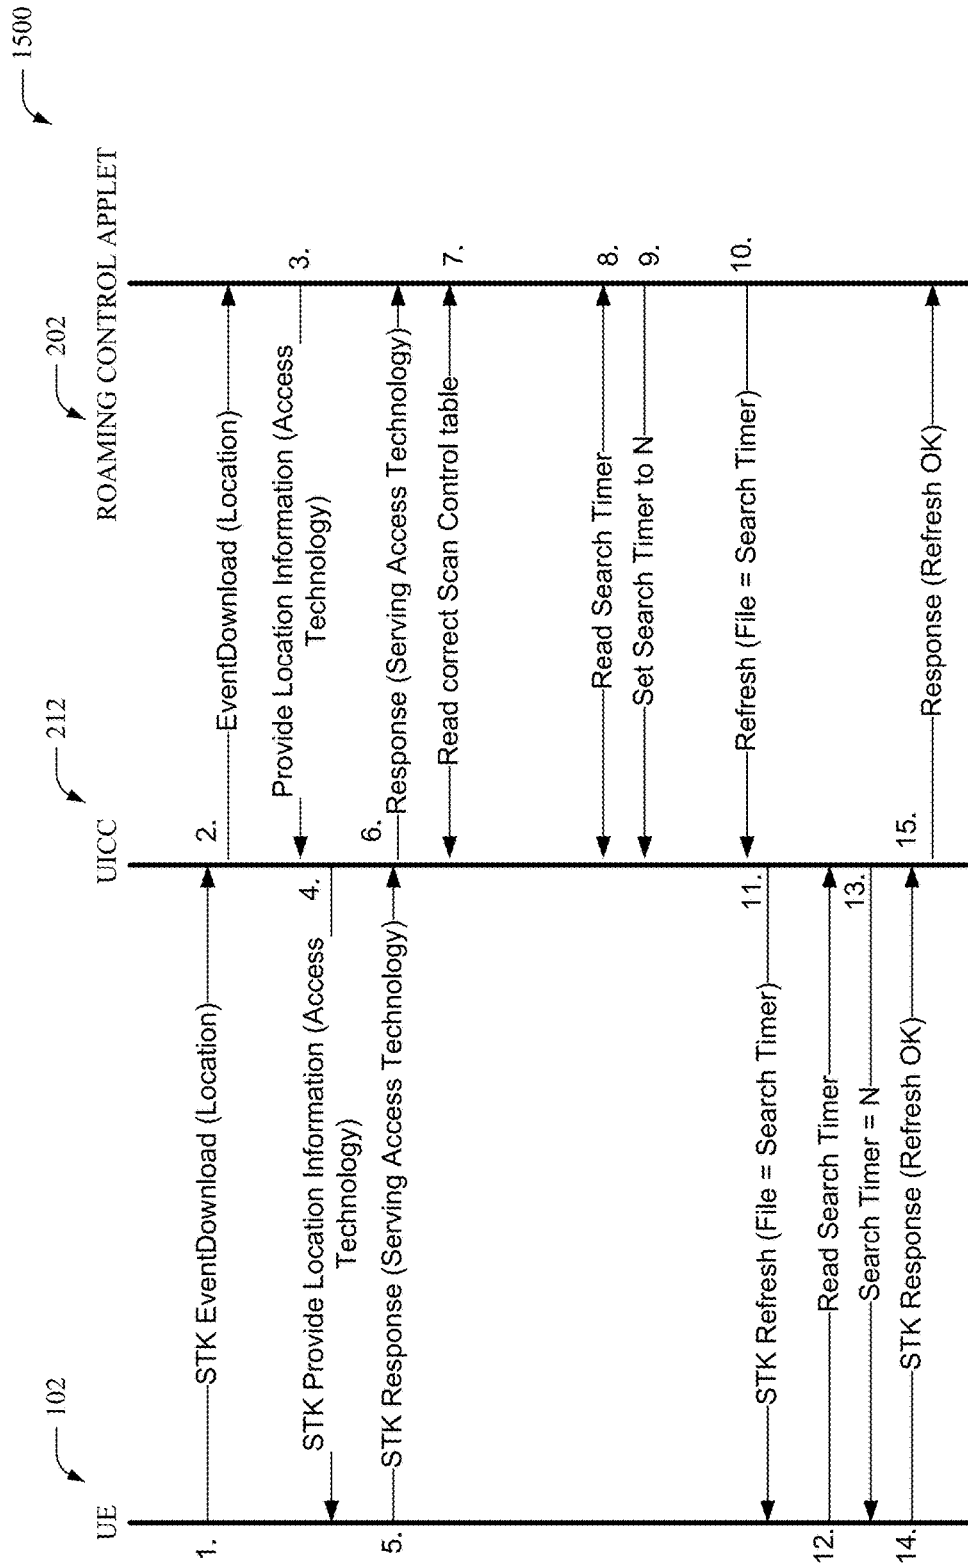 1500
102
212
202
UE
UICC
ROAMING CONTROL APPLET
1.
STK EventDownload (Location)
2.
EventDownload (Location)
3.
Provide Location Information (Access
Technology)
4.
STK Provide Location Information (Access
Technology)
5.
STK Response (Serving Access Technology)
6.
Response (Serving Access Technology)
7.
Read correct Scan Control table
8.
Read Search Timer
9.
Set Search Timer to N
10.
Refresh (File = Search Timer)
11.
STK Refresh (File = Search Timer)
12.
Read Search Timer
13.
Search Timer = N
14.
STK Response (Refresh OK)
15.
Response (Refresh OK)